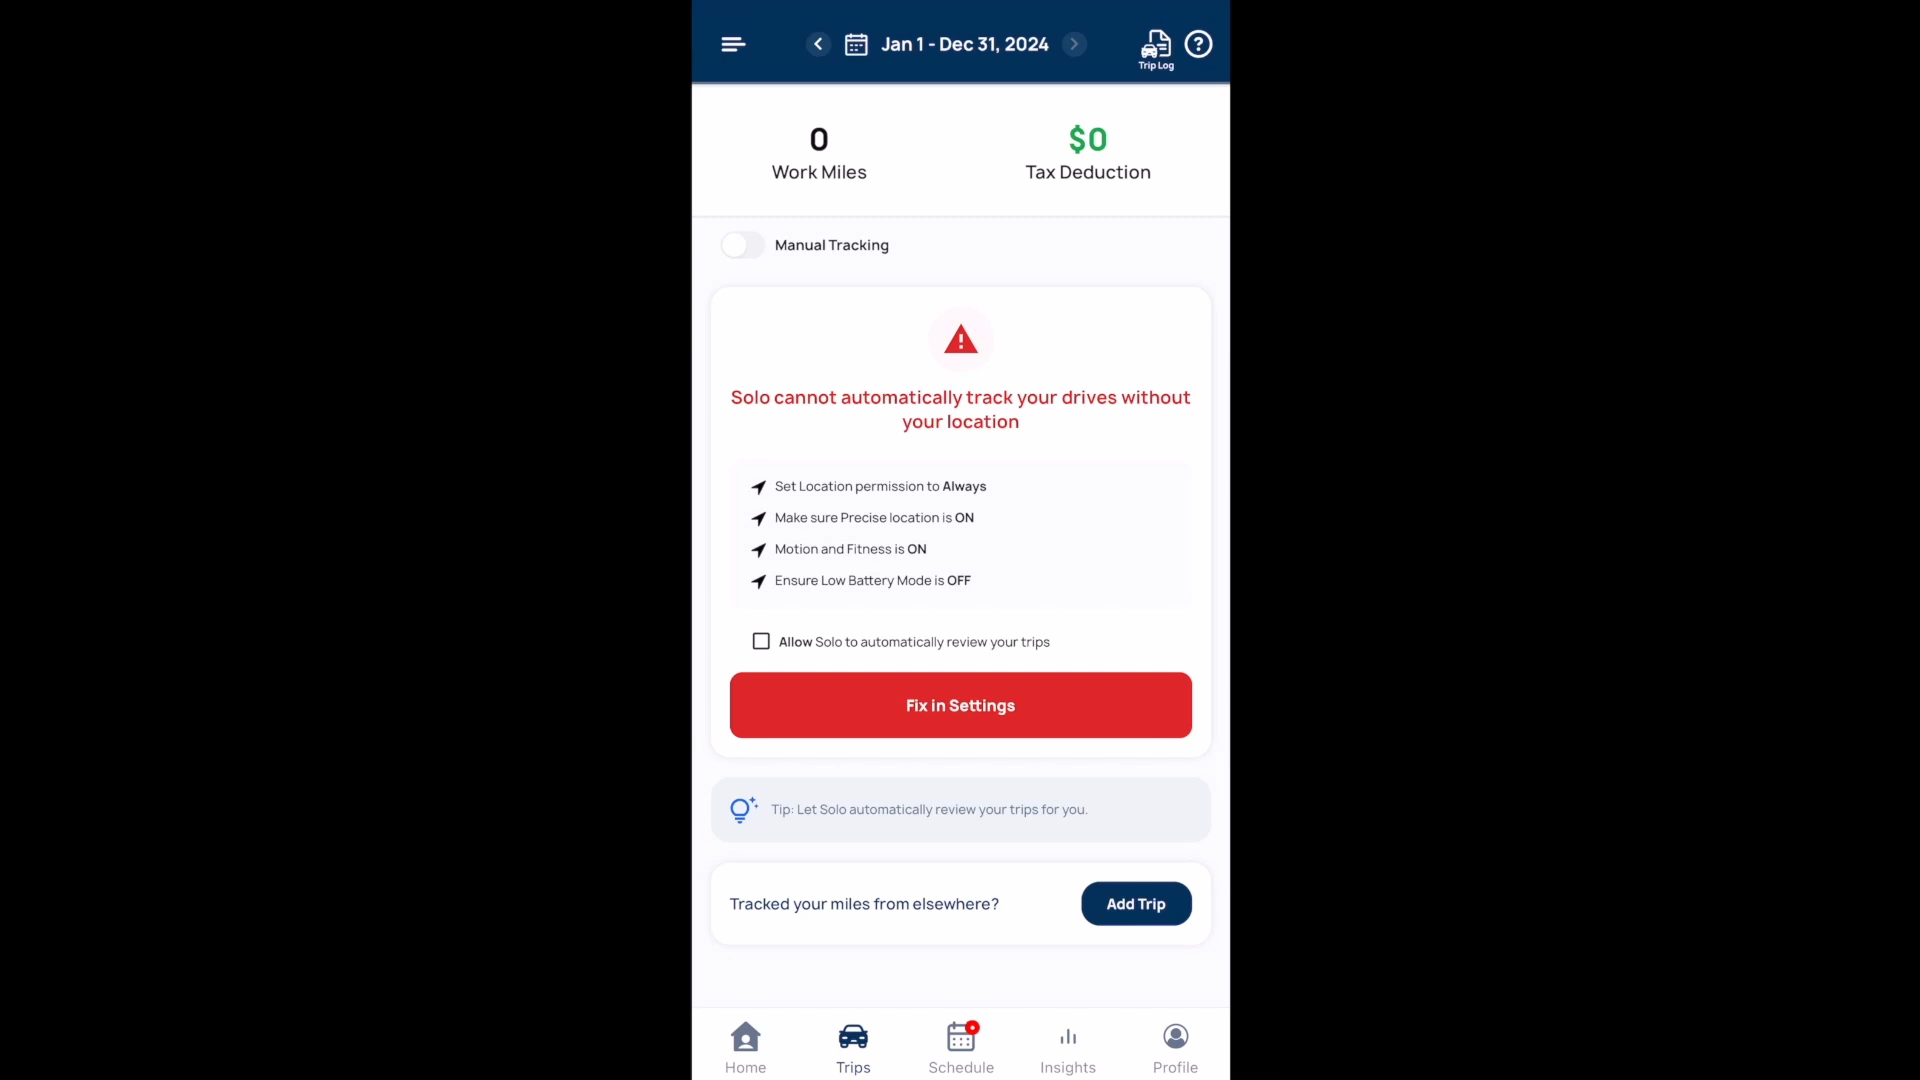 Jan 1 - Dec 31, 2024
Trip Log
?
0
Work Miles
$0
Tax Deduction
Manual Tracking
Solo cannot automatically track your drives without
your location
Set Location permission to Always
Make sure Precise location is ON
Motion and Fitness is ON
Ensure Low Battery Mode is OFF
Allow Solo to automatically review your trips
Fix in Settings
Tip: Let Solo automatically review your trips for you.
Tracked your miles from elsewhere?
Add Trip
Home
Trips
Schedule
Insights
Profile